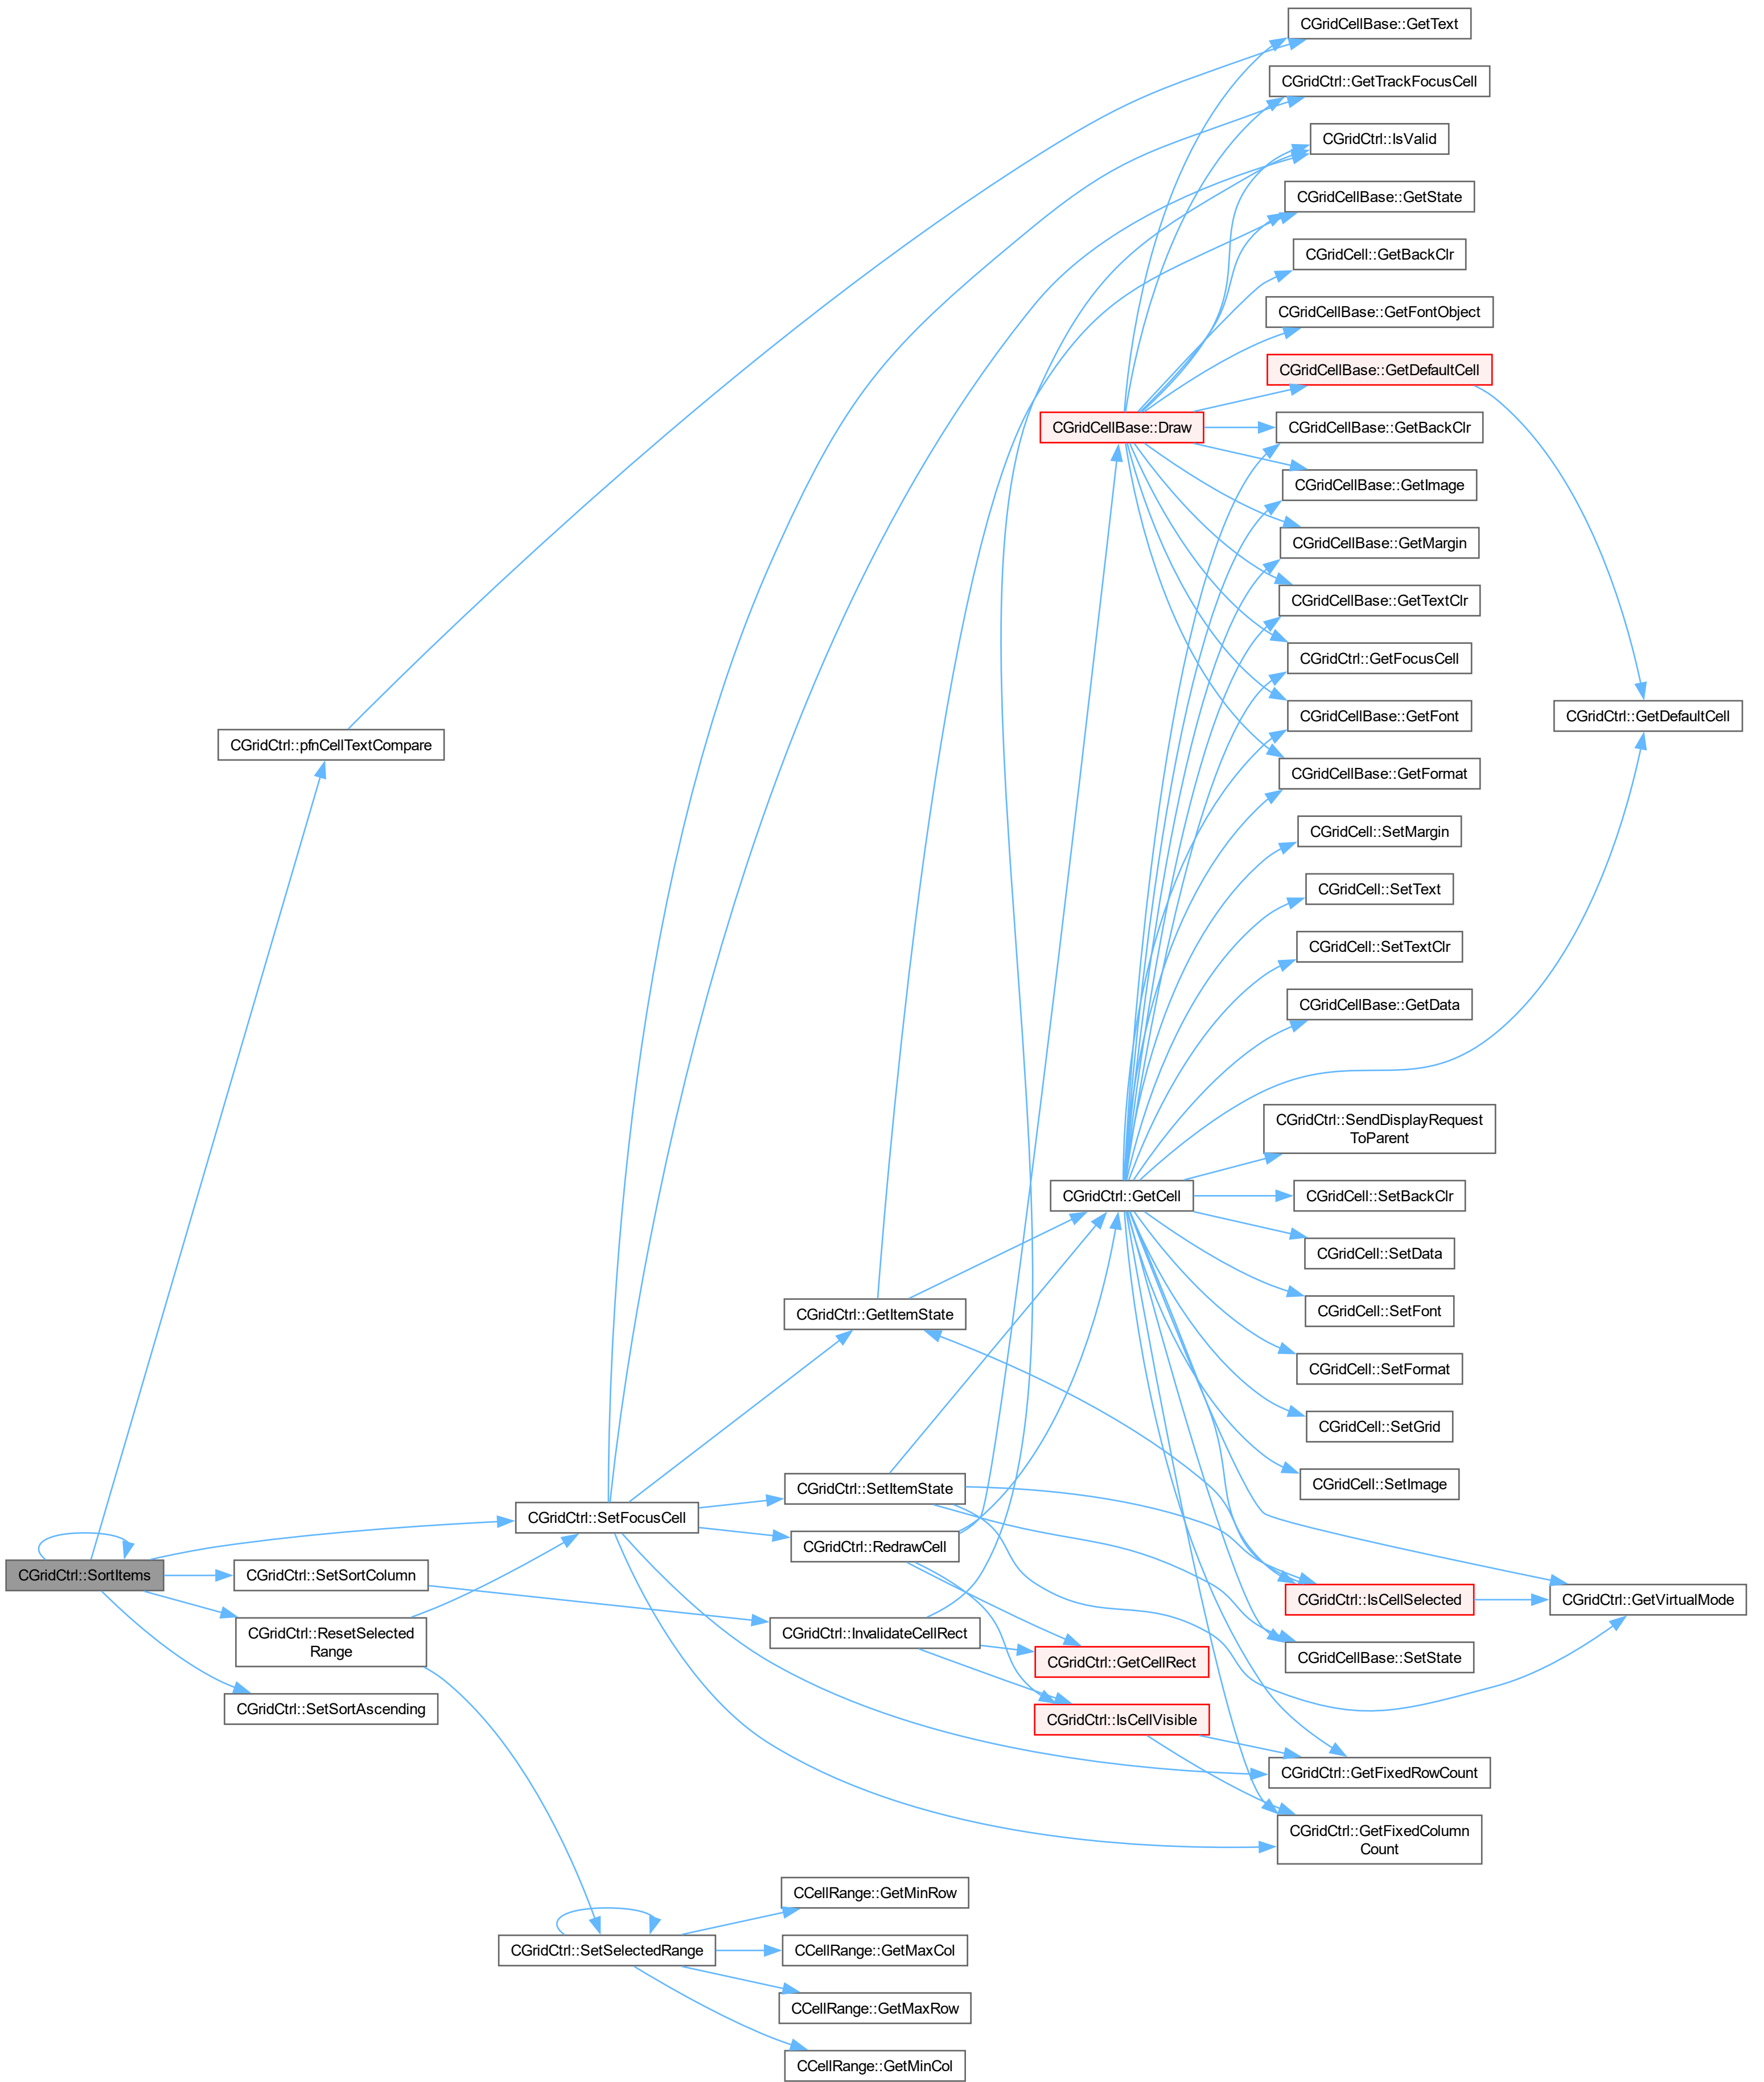 CGridCellBase::GetText
CGridCtrl::GetTrackFocusCell
CGridCtrl::IsValid
CGridCellBase::GetState
CGridCell::GetBackClr
CGridCellBase::GetFontObject
CGridCellBase::GetDefaultCell
CGridCellBase::Draw
CGridCellBase::GetBackClr
CGridCellBase::GetImage
CGridCellBase::GetMargin
CGridCellBase::GetTextClr
CGridCtrl::GetFocusCell
CGridCellBase::GetFont
CGridCtrl::GetDefaultCell
CGridCtrl::pfnCellTextCompare
CGridCellBase::GetFormat
CGridCell::SetMargin
CGridCell::SetText
CGridCell::SetTextClr
CGridCellBase::GetData
CGridCtrl::SendDisplayRequest
ToParent
CGridCtrl::GetCell
CGridCell::SetBackClr
CGridCell::SetData
CGridCell::SetFont
CGridCtrl::GetItemState
CGridCell::SetFormat
CGridCell::SetGrid
CGridCell::SetImage
CGridCtrl::SetItemState
CGridCtrl::SetFocusCell
CGridCtrl::RedrawCell
CGridCtrl::SortItems
CGridCtrl::SetSortColumn
CGridCtrl::IsCellSelected
CGridCtrl::GetVirtualMode
CGridCtrl::ResetSelected
Range
CGridCtrl::InvalidateCellRect
CGridCellBase::SetState
CGridCtrl::GetCellRect
CGridCtrl::SetSortAscending
CGridCtrl::IsCellVisible
CGridCtrl::GetFixedRowCount
CGridCtrl::GetFixedColumn
Count
CCellRange::GetMinRow
CGridCtrl::SetSelectedRange
CCellRange::GetMaxCol
CCellRange::GetMaxRow
CCellRange::GetMinCol